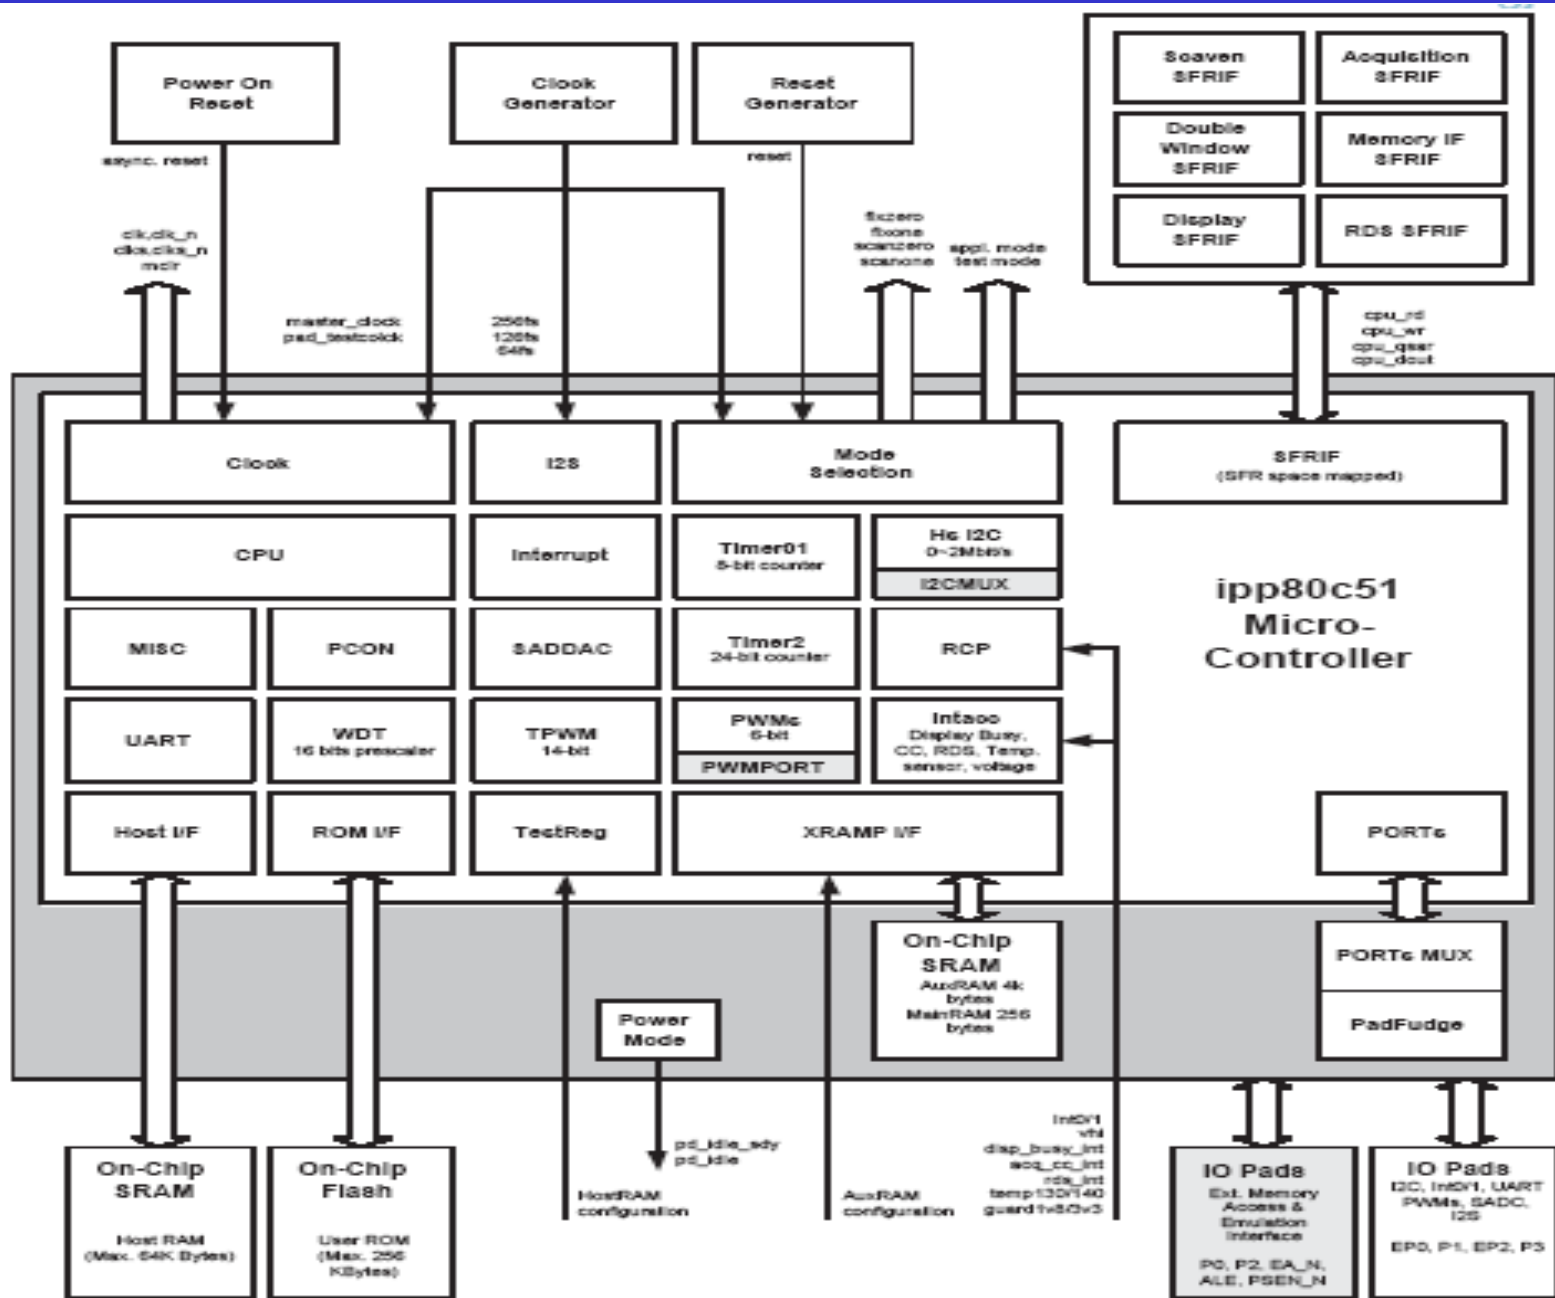 Power On
Reset
Clock
Generator
Reset
Generator
Scaven
SFRIF
Acquisition
SFRIF
Double
Window
SFRIF
Memory IF
SFRIF
Display
SFRIF
RDS SFRIF
async. reset
reset
clk,clk_n
clks,clks_n
mclr
fixzero
fixone
scanzero
scanone
appl. mode
test mode
master_clock
pad_testcolck
256fs
128fs
64fs
cpu_rd
cpu_wr
cpu_qssr
cpu_dout
Clock
I2S
Mode
Selection
SFRIF
(SFR space mapped)
CPU
Interrupt
Timer01
8-bit counter
Hs I2C
0~2Mbit/s
I2CMUX
ipp80c51
Micro-
Controller
MISC
PCON
SADDAC
Timer2
24-bit counter
RCP
UART
WDT
16 bits prescaler
TPWM
14-bit
PWMs
6-bit
PWMPORT
Intacc
Display Busy,
CC, RDS, Temp.
sensor, voltage
Host I/F
ROM I/F
TestReg
XRAMP I/F
PORTs
On-Chip
SRAM
AuxRAM 4k
bytes
MainRAM 256
bytes
PORTs MUX
PadFudge
Power
Mode
pd_idle_sdy
pd_idle
HostRAM
configuration
AuxRAM
configuration
Int0/1
vhi
disp_busy_int
acq_cc_int
rds_int
temp130/140
guard1v8/3v3
On-Chip
SRAM
Host RAM
(Max. 64K Bytes)
On-Chip
Flash
User ROM
(Max. 256
KBytes)
IO Pads
Ext. Memory
Access &
Emulation
Interface
P0, P2, EA_N,
ALE, PSEN_N
IO Pads
I2C, Int0/1, UART
PWMs, SADC,
I2S
EP0, P1, EP2, P3